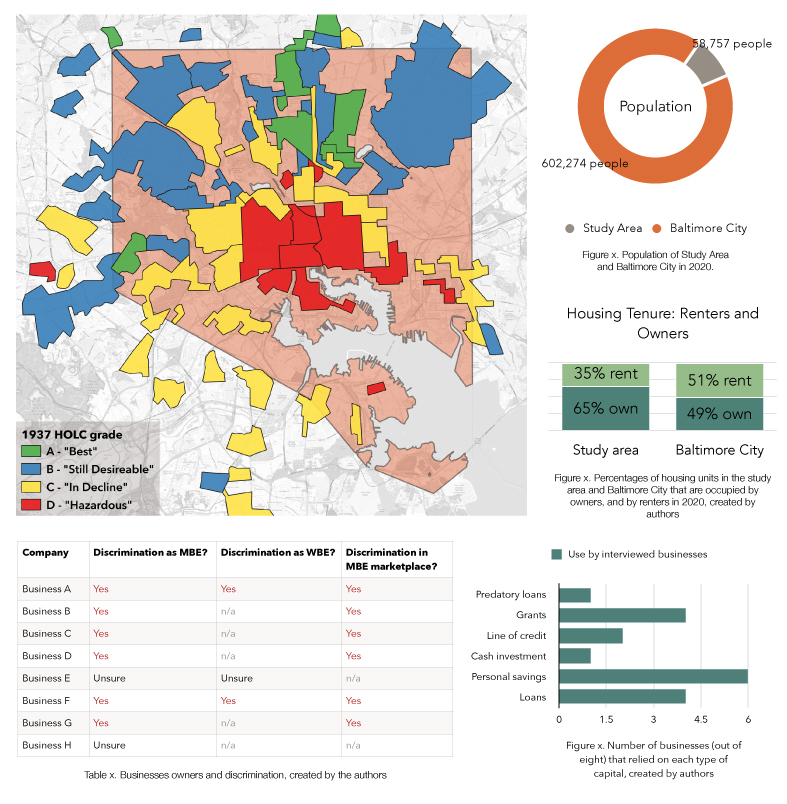 1937 HOLC grade
A - "Best"
B - "Still Desireable"
C - "In Decline"
D - "Hazardous"
58,757 people
Population
602,274 people
Study Area
Baltimore City
Figure x. Population of Study Area
and Baltimore City in 2020.
Housing Tenure: Renters and
Owners
35% rent
51% rent
65% own
49% own
Study area
Baltimore City
Figure x. Percentages of housing units in the study
area and Baltimore City that are occupied by
owners, and by renters in 2020, created by
authors
Company Discrimination as MBE? Discrimination as WBE? Discrimination in
MBE marketplace?
Business A Yes Yes Yes
Business B Yes n/a Yes
Business C Yes n/a Yes
Business D Yes n/a Yes
Business E Unsure Unsure n/a
Business F Yes Yes Yes
Business G Yes n/a Yes
Business H Unsure n/a n/a
Table x. Businesses owners and discrimination, created by the authors
Use by interviewed businesses
Predatory loans
Grants
Line of credit
Cash investment
Personal savings
Loans
0 1.5 3 4.5 6
Figure x. Number of businesses (out of
eight) that relied on each type of
capital, created by authors